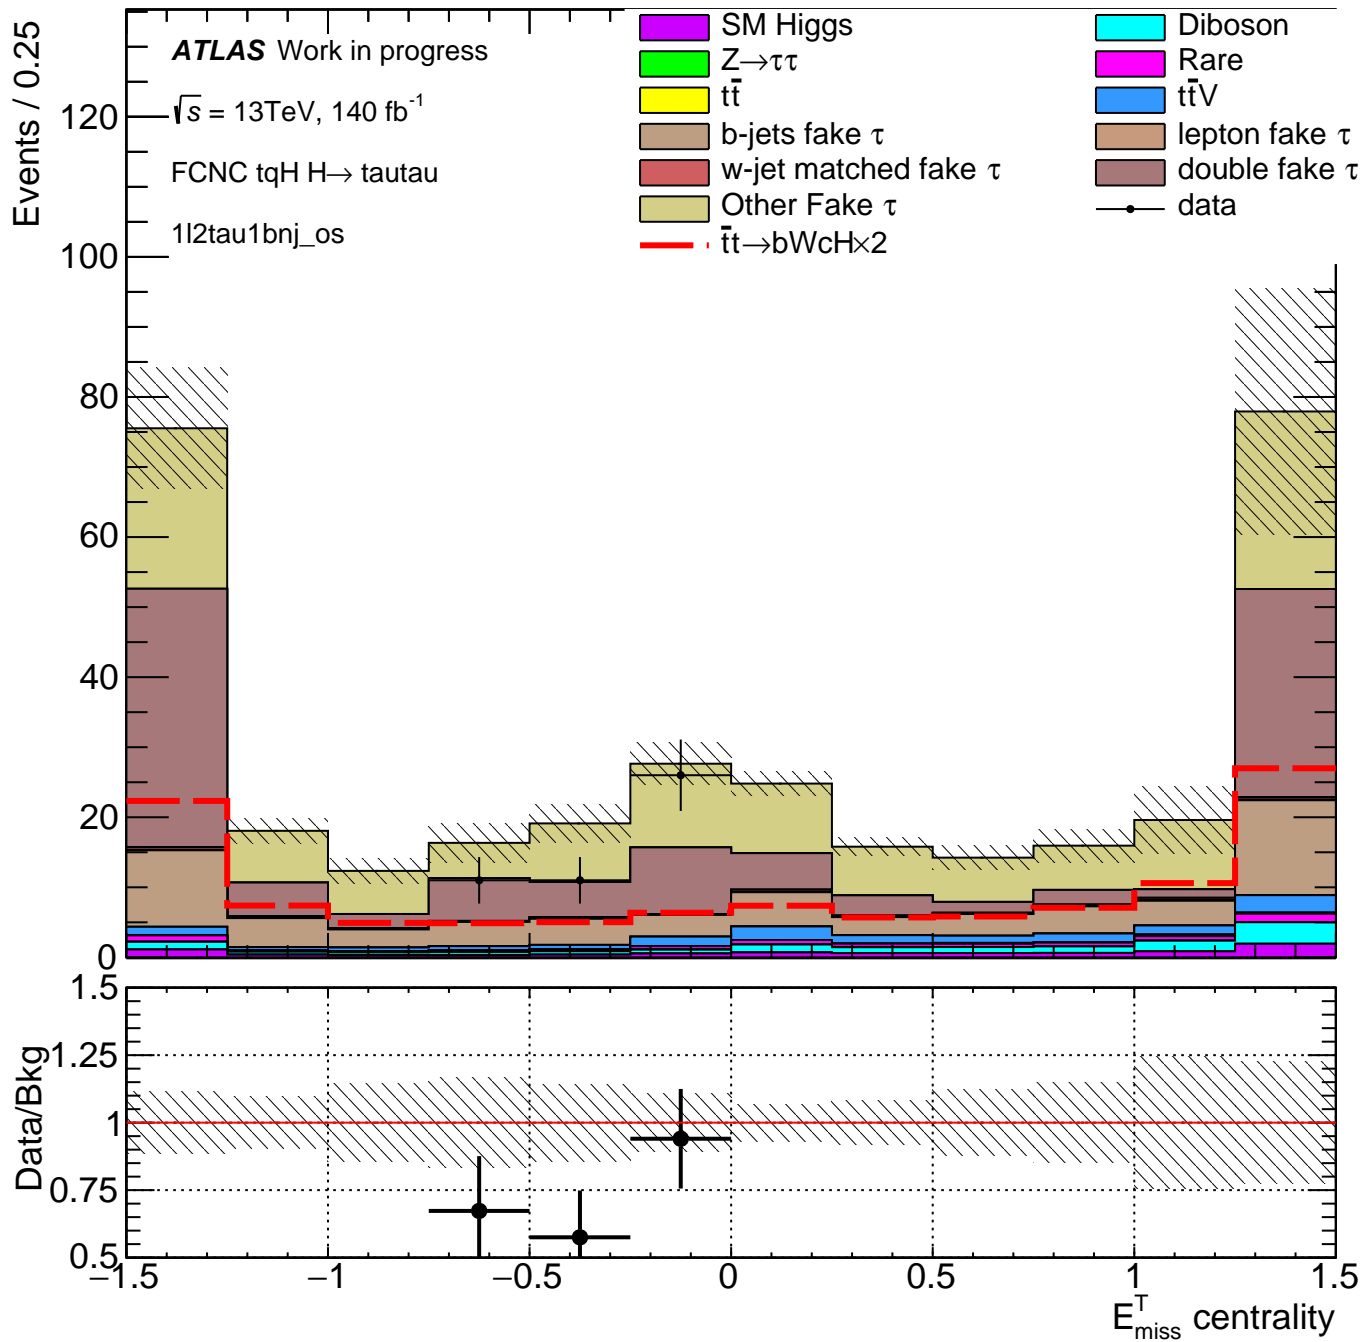 Events / 0.25
ATLAS Work in progress
√s = 13TeV, 140 fb⁻¹
FCNC tqH H→ tautau
1l2tau1bnj_os
SM Higgs
Z→ττ
tt̄
b-jets fake τ
w-jet matched fake τ
Other Fake τ
t̄t→bWcH×2
Diboson
Rare
tt̄V
lepton fake τ
double fake τ
data
120
100
80
60
40
20
0
Data/Bkg
1.5
1.25
1
0.75
0.5
−1.5 −1 −0.5 0 0.5 1 1.5
E^T_miss centrality